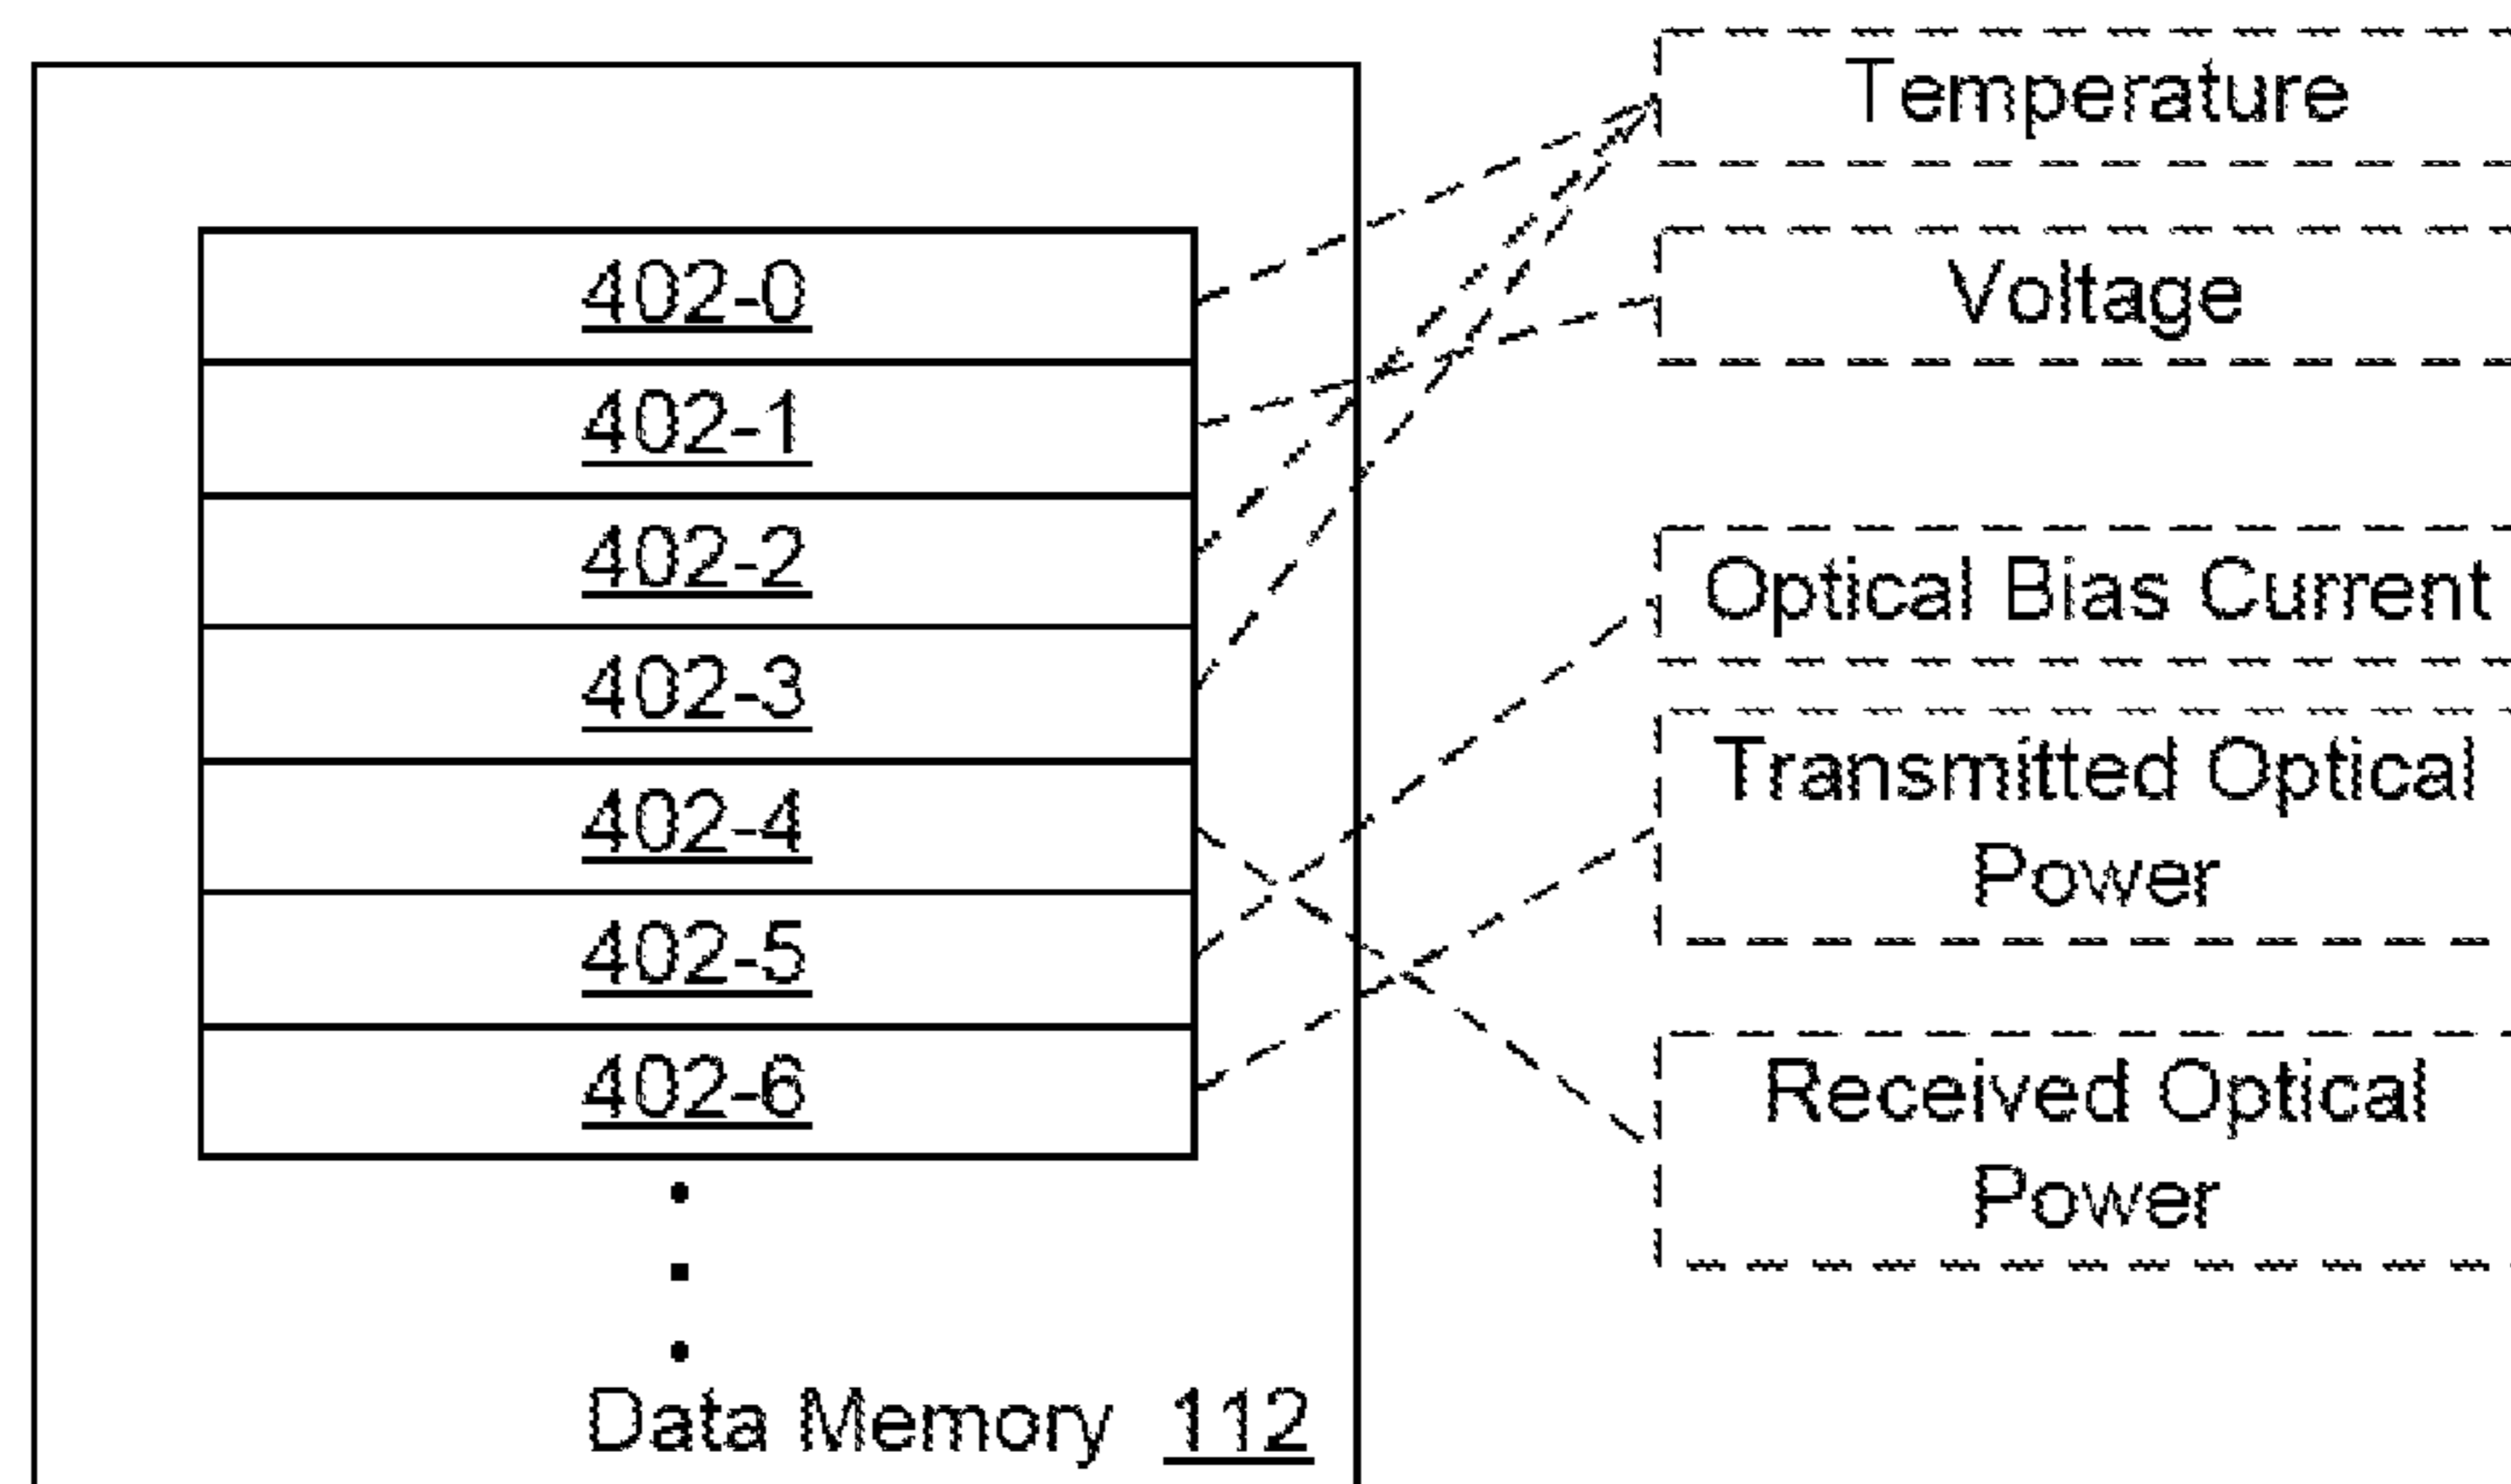 402-0
402-1
402-2
402-3
402-4
402-5
402-6
Data Memory 112
Temperature
Voltage
Optical Bias Current
Transmitted Optical
Power
Received Optical
Power